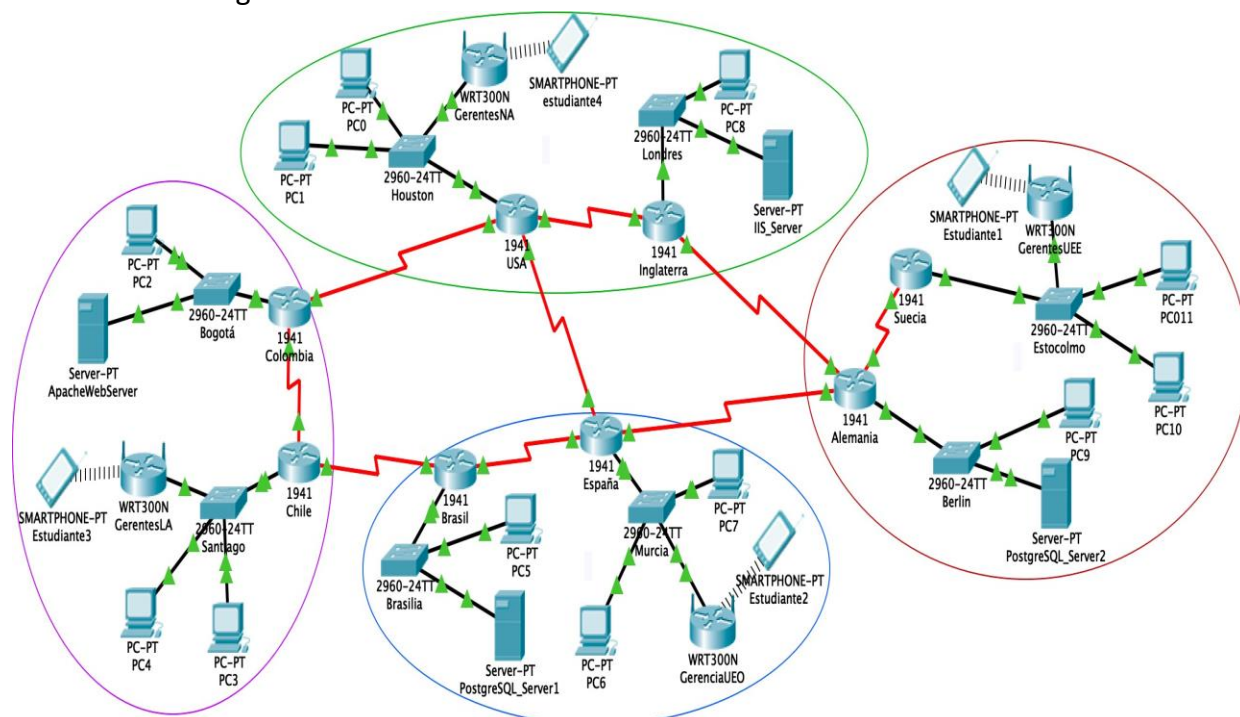 PC-PT
PC0
WRT300N
GerentesNA
SMARTPHONE-PT
estudiante4
PC-PT
PC1
2960-24TT
Houston
1941
USA
PC-PT
PC8
2960-24TT
Londres
Server-PT
IIS_Server
1941
Inglaterra
PC-PT
PC2
2960-24TT
Bogotá
1941
Colombia
Server-PT
ApacheWebServer
SMARTPHONE-PT
Estudiante3
WRT300N
GerentesLA
2960-24TT
Santiago
1941
Chile
PC-PT
PC4
PC-PT
PC3
1941
Brasil
2960-24TT
Brasilia
PC-PT
PC5
Server-PT
PostgreSQL_Server1
1941
España
2960-24TT
Murcia
PC-PT
PC7
PC-PT
PC6
SMARTPHONE-PT
Estudiante2
WRT300N
GerenciaUEO
SMARTPHONE-PT
Estudiante1
WRT300N
GerentesUEE
1941
Suecia
2960-24TT
Estocolmo
PC-PT
PC011
PC-PT
PC10
1941
Alemania
PC-PT
PC9
2960-24TT
Berlin
Server-PT
PostgreSQL_Server2